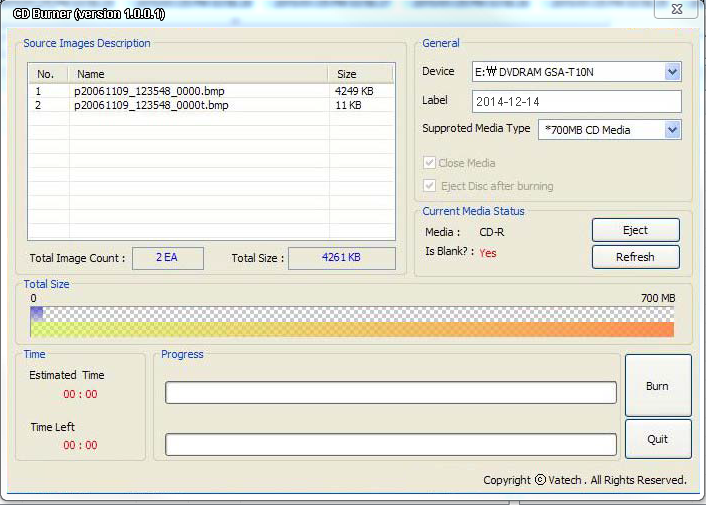 CD Burner (version 1.0.0.1)
Source Images Description
No. Name Size
1 p20061109_123548_0000.bmp 4249 KB
2 p20061109_123548_0000t.bmp 11 KB
Total Image Count : 2 EA Total Size : 4261 KB
General
Device E:₩DVDRAM GSA-T10N
Label 2014-12-14
Supproted Media Type *700MB CD Media
Close Media
Eject Disc after burning
Current Media Status
Media : CD-R Eject
Is Blank? : Yes Refresh
Total Size
0 700 MB
Time
Estimated Time
00 : 00
Time Left
00 : 00
Progress
Burn
Quit
Copyright ⓒ Vatech . All Rights Reserved.